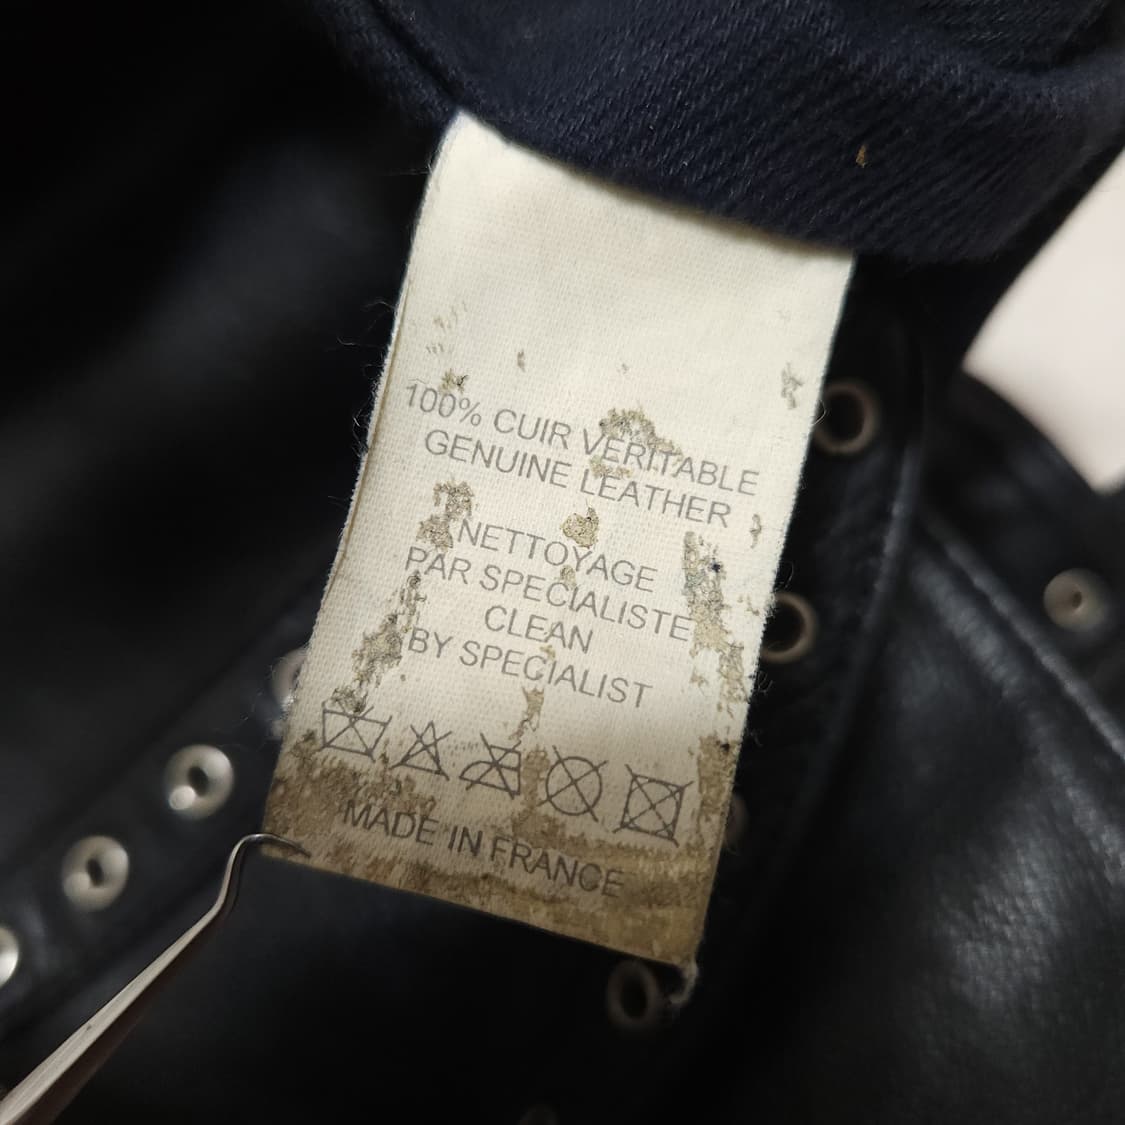 100% CUIR VERITABLE
GENUINE LEATHER
NETTOYAGE
PAR SPECIALISTE
CLEAN
BY SPECIALIST
MADE IN FRANCE